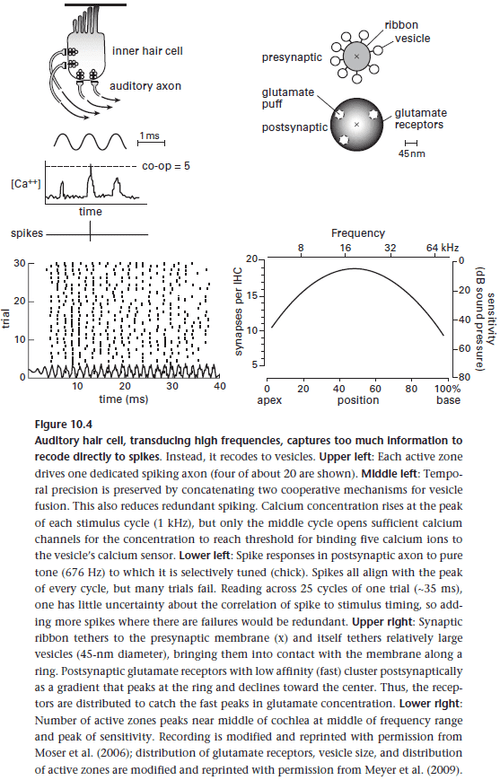 inner hair cell
auditory axon
1 ms
co-op = 5
[Ca++]
time
spikes
ribbon
vesicle
presynaptic
glutamate
puff
postsynaptic
glutamate
receptors
45nm
30
20
10
0
trial
10 20 30 40
time (ms)
Frequency
8 16 32 64 kHz
20
15
10
5
synapses per IHC
0
-20
-40
-60
-80
sensitivity
(dB sound pressure)
0 20 40 60 80 100%
apex position base
Figure 10.4
Auditory hair cell, transducing high frequencies, captures too much information to
recode directly to spikes. Instead, it recodes to vesicles. Upper left: Each active zone
drives one dedicated spiking axon (four of about 20 are shown). Middle left: Tempo-
ral precision is preserved by concatenating two cooperative mechanisms for vesicle
fusion. This also reduces redundant spiking. Calcium concentration rises at the peak
of each stimulus cycle (1 kHz), but only the middle cycle opens sufficient calcium
channels for the concentration to reach threshold for binding five calcium ions to
the vesicle's calcium sensor. Lower left: Spike responses in postsynaptic axon to pure
tone (676 Hz) to which it is selectively tuned (chick). Spikes all align with the peak
of every cycle, but many trials fail. Reading across 25 cycles of one trial (~35 ms),
one has little uncertainty about the correlation of spike to stimulus timing, so add-
ing more spikes where there are failures would be redundant. Upper right: Synaptic
ribbon tethers to the presynaptic membrane (x) and itself tethers relatively large
vesicles (45-nm diameter), bringing them into contact with the membrane along a
ring. Postsynaptic glutamate receptors with low affinity (fast) cluster postsynaptically
as a gradient that peaks at the ring and declines toward the center. Thus, the recep-
tors are distributed to catch the fast peaks in glutamate concentration. Lower right:
Number of active zones peaks near middle of cochlea at middle of frequency range
and peak of sensitivity. Recording is modified and reprinted with permission from
Moser et al. (2006); distribution of glutamate receptors, vesicle size, and distribution
of active zones are modified and reprinted with permission from Meyer et al. (2009).